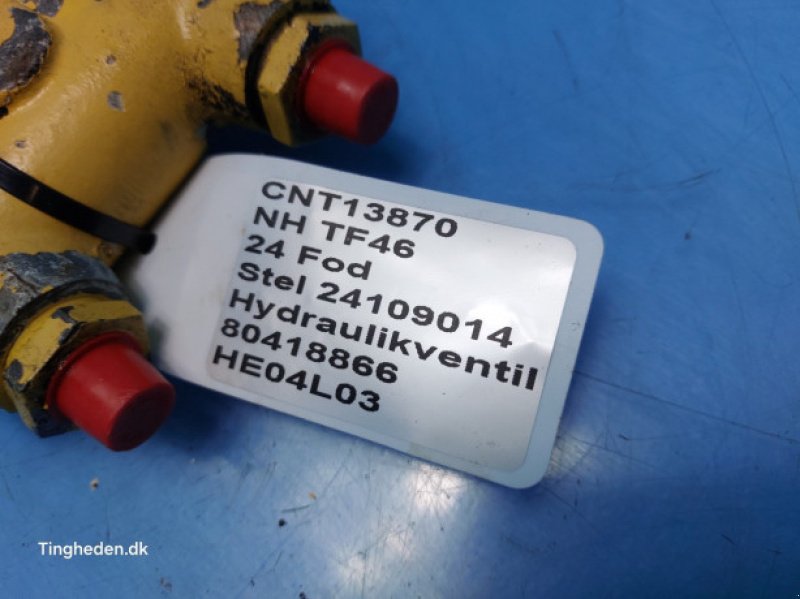 CNT13870
NH TF46
24 Fod
Stel 24109014
Hydraulikventil
80418866
HE04L03
Tingheden.dk